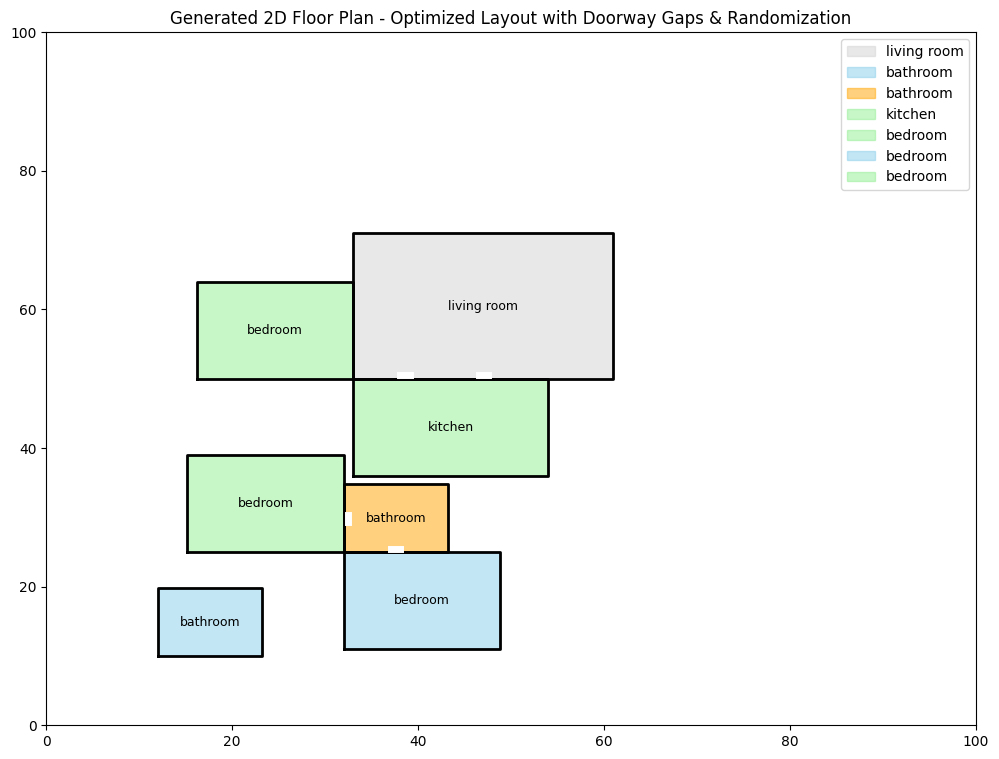 Generated 2D Floor Plan - Optimized Layout with Doorway Gaps & Randomization
100
living room
bathroom
bathroom
kitchen
bedroom
bedroom
bedroom
80
60
living room
bedroom
kitchen
40
bedroom
bathroom
20
bedroom
bathroom
0
0
20
40
60
80
100